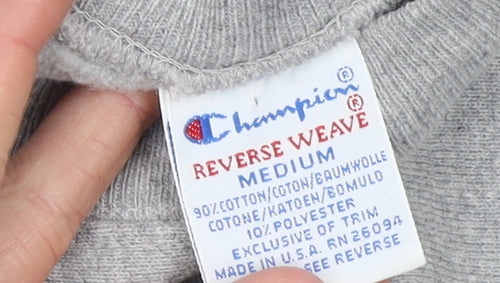 Champion®
REVERSE WEAVE®
MEDIUM
90% COTTON/COTON/BAUMWOLLE
COTONE/KATOEN/BOMULD
10% POLYESTER
EXCLUSIVE OF TRIM
MADE IN U.S.A. RN 26094
SEE REVERSE